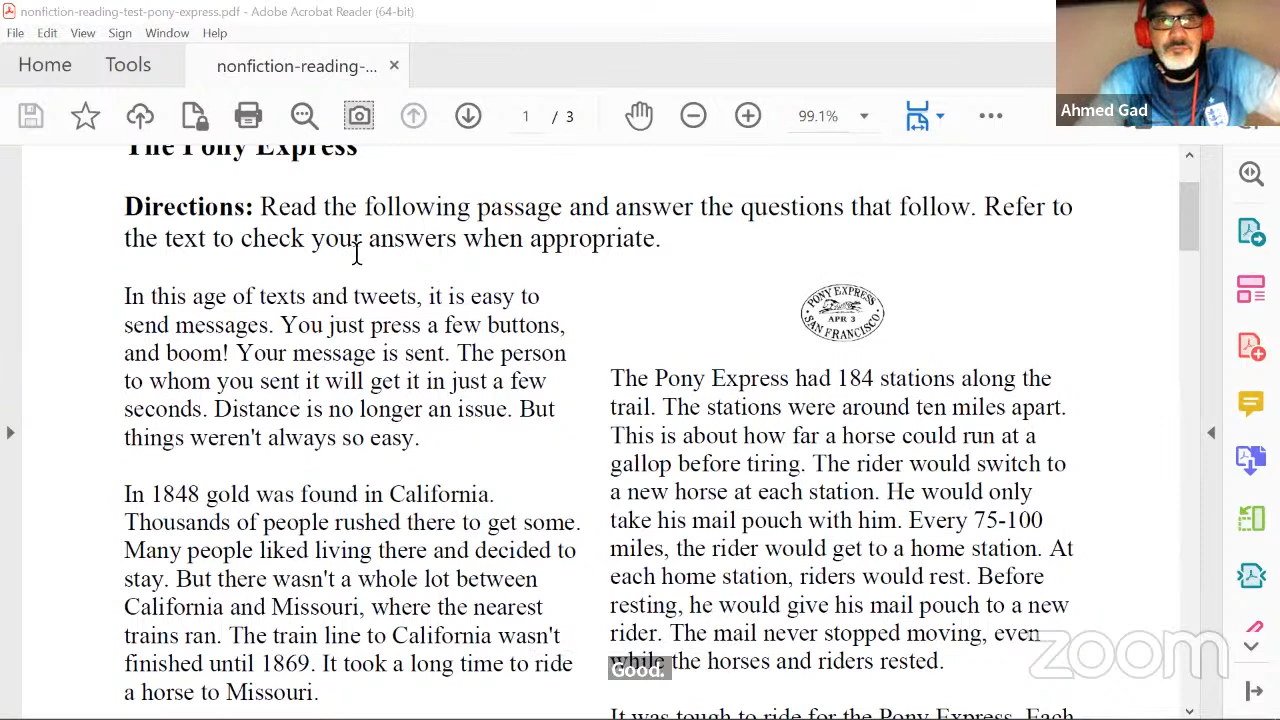 nonfiction-reading-test-pony-express.pdf - Adobe Acrobat Reader (64-bit)
File Edit View Sign Window Help
Home Tools nonfiction-reading-... ×
1 / 3 99.1%
Ahmed Gad
The Pony Express
Directions: Read the following passage and answer the questions that follow. Refer to
the text to check your answers when appropriate.
In this age of texts and tweets, it is easy to
send messages. You just press a few buttons,
and boom! Your message is sent. The person
to whom you sent it will get it in just a few
seconds. Distance is no longer an issue. But
things weren't always so easy.
In 1848 gold was found in California.
Thousands of people rushed there to get some.
Many people liked living there and decided to
stay. But there wasn't a whole lot between
California and Missouri, where the nearest
trains ran. The train line to California wasn't
finished until 1869. It took a long time to ride
a horse to Missouri.
PONY EXPRESS
APR 3
SAN FRANCISCO
The Pony Express had 184 stations along the
trail. The stations were around ten miles apart.
This is about how far a horse could run at a
gallop before tiring. The rider would switch to
a new horse at each station. He would only
take his mail pouch with him. Every 75-100
miles, the rider would get to a home station. At
each home station, riders would rest. Before
resting, he would give his mail pouch to a new
rider. The mail never stopped moving, even
while the horses and riders rested.
Good.
It was tough to ride for the Pony Express. Each
zoom